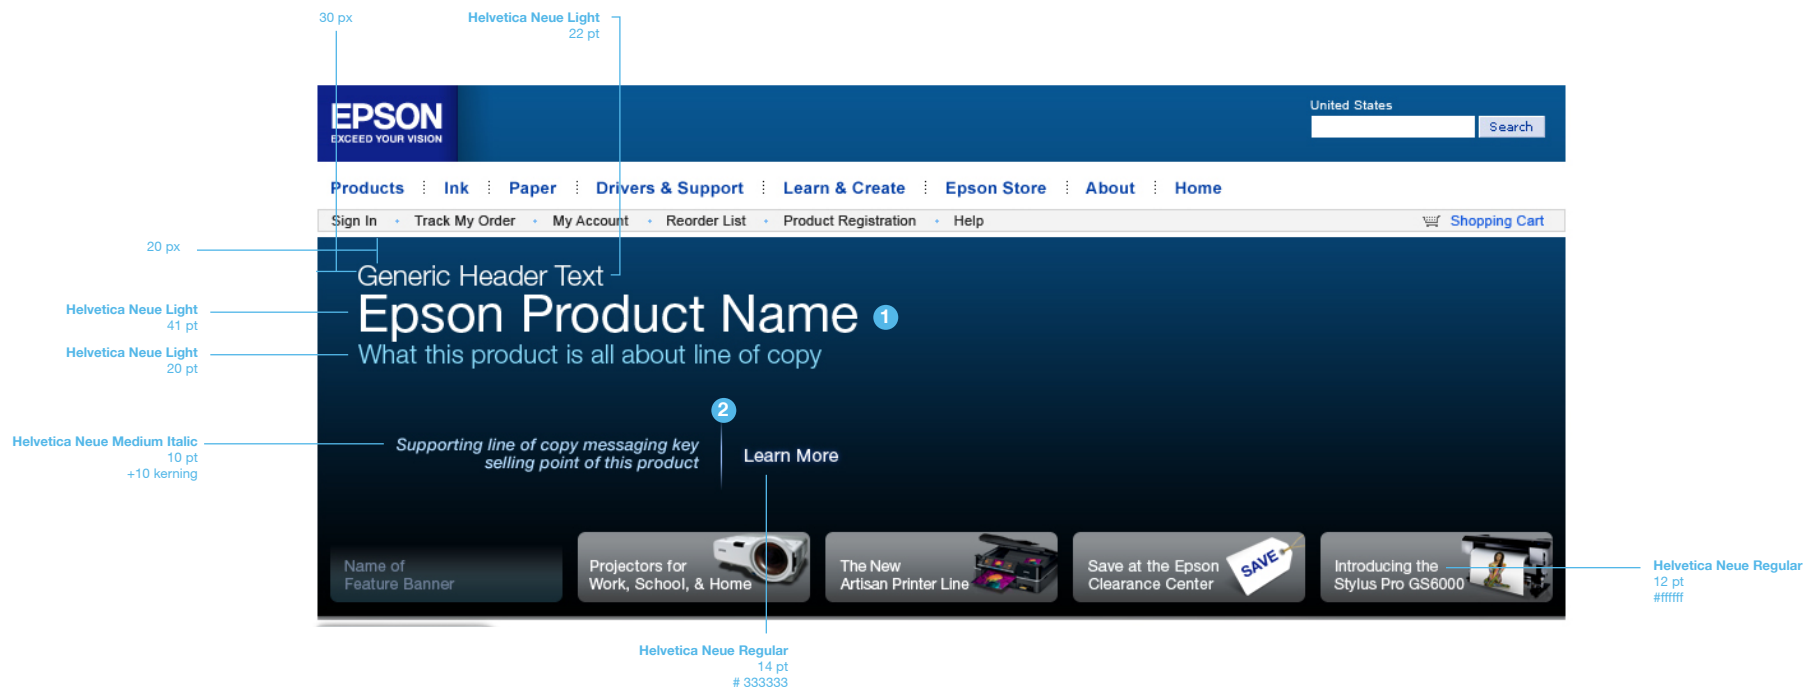 30 px
Helvetica Neue Light
22 pt
EPSON
EXCEED YOUR VISION
United States
Search
Products Ink Paper Drivers & Support Learn & Create Epson Store About Home
Sign In Track My Order My Account Reorder List Product Registration Help Shopping Cart
20 px
Generic Header Text
Helvetica Neue Light
41 pt
Epson Product Name 1
Helvetica Neue Light
20 pt
What this product is all about line of copy
2
Helvetica Neue Medium Italic
10 pt
+10 kerning
Supporting line of copy messaging key
selling point of this product
Learn More
Name of
Feature Banner
Projectors for
Work, School, & Home
The New
Artisan Printer Line
Save at the Epson
Clearance Center
SAVE
Introducing the
Stylus Pro GS6000
Helvetica Neue Regular
12 pt
#ffffff
Helvetica Neue Regular
14 pt
# 333333